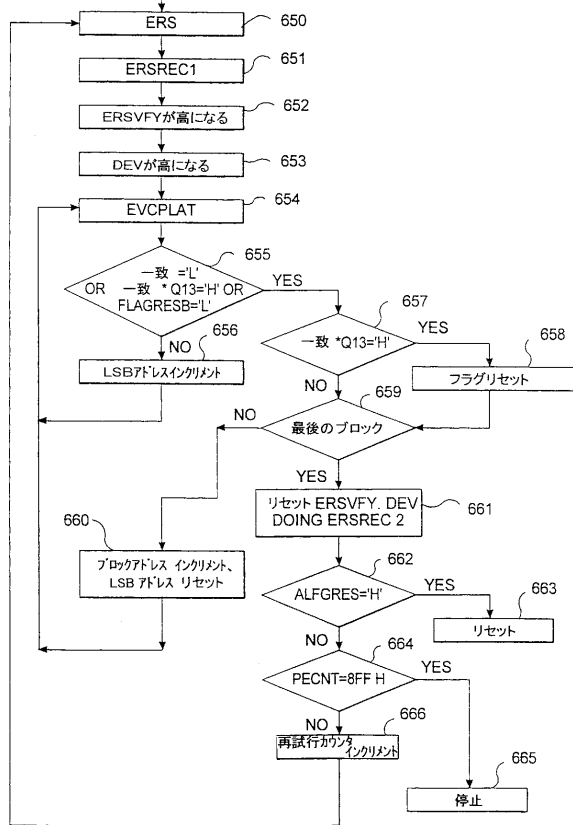 ERS
650
ERSREC1
651
ERSVFYが高になる
652
DEVが高になる
653
EVCPLAT
654
一致 ='L'
OR 一致 * Q13='H' OR
FLAGRESB='L'
655
YES
NO
656
LSBアドレスインクリメント
657
一致 *Q13='H'
YES
NO
658
フラグリセット
659
最後のブロック
NO
YES
660
ブロックアドレス インクリメント、
LSB アドレス リセット
リセット ERSVFY. DEV
DOING ERSREC 2
661
662
ALFGRES='H'
YES
NO
663
リセット
664
PECNT=8FF H
YES
NO
666
再試行カウンタ
インクリメント
665
停止